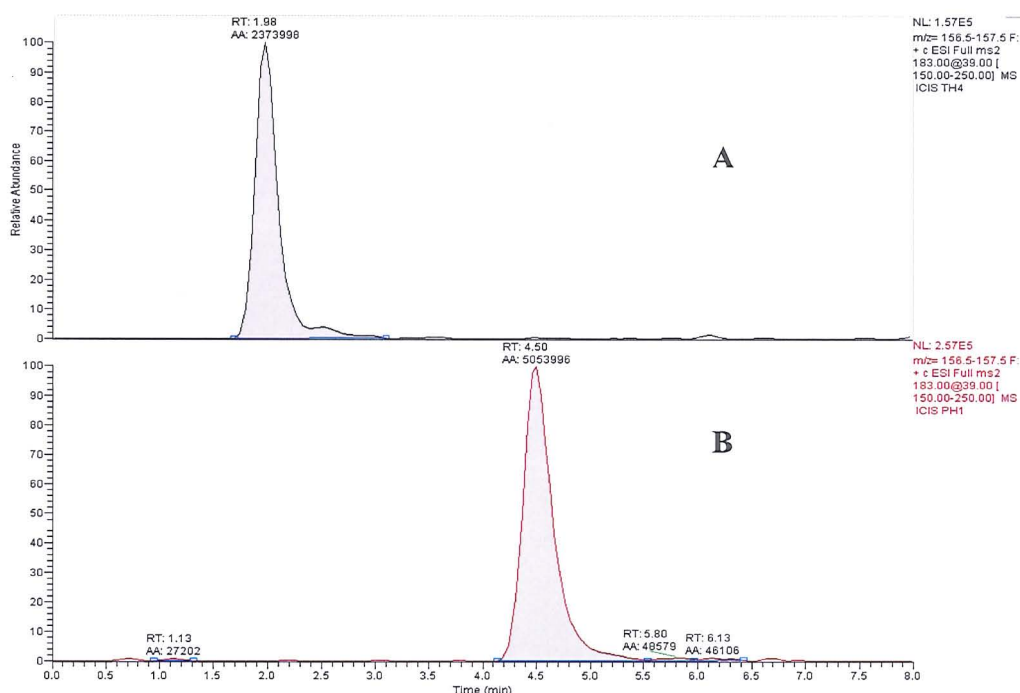 RT: 1.98
AA: 2373998
NL: 1.57E5
m/z= 156.5-157.5 F:
+ c ESI Full ms2
183.00@39.00 [
150.00-250.00] MS
ICIS TH4
100
90
80
70
60
50
40
30
20
10
0
Relative Abundance
A
RT: 4.50
AA: 5053996
NL: 2.57E5
m/z= 156.5-157.5 F:
+ c ESI Full ms2
183.00@39.00 [
150.00-250.00] MS
ICIS PH1
100
90
80
70
60
50
40
30
20
10
0
B
RT: 1.13
AA: 27202
RT: 5.80
AA: 48579
RT: 6.13
AA: 46106
0.0 0.5 1.0 1.5 2.0 2.5 3.0 3.5 4.0 4.5 5.0 5.5 6.0 6.5 7.0 7.5 8.0
Time (min)